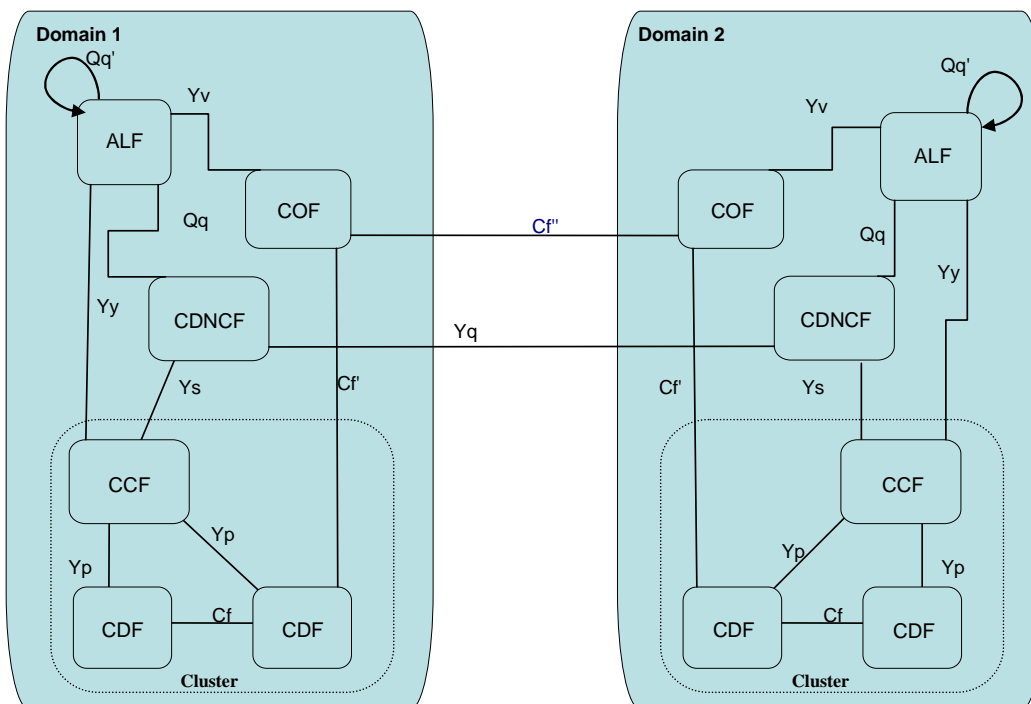 Domain 1
Qq'
Yv
ALF
COF
Qq
Yy
CDNCF
Ys
Cf'
CCF
Yp
Yp
CDF
Cf
CDF
Cluster
Cf"
Yq
Domain 2
Qq'
Yv
ALF
COF
Qq
Yy
CDNCF
Cf'
Ys
CCF
Yp
Yp
CDF
Cf
CDF
Cluster